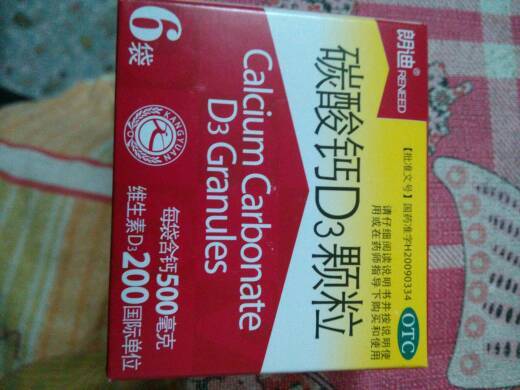 朗迪®
RENEED
【批准文号】国药准字H20090334
请仔细阅读说明书并按说明使
用或在药师指导下购买和使用
OTC
碳酸钙D3颗粒
Calcium Carbonate
D3 Granules
6袋
KANGYUAN
每袋含钙500毫克
维生素D3 200国际单位